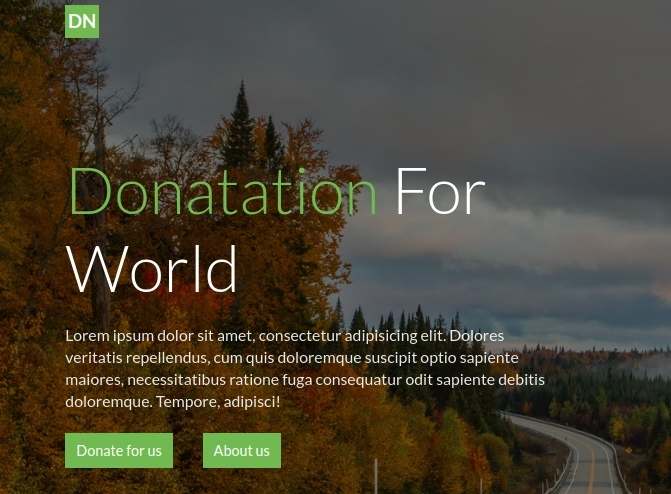 DN
Donatation For
World
Lorem ipsum dolor sit amet, consectetur adipisicing elit. Dolores
veritatis repellendus, cum quis doloremque suscipit optio sapiente
maiores, necessitatibus ratione fuga consequatur odit sapiente debitis
doloremque. Tempore, adipisci!
Donate for us About us